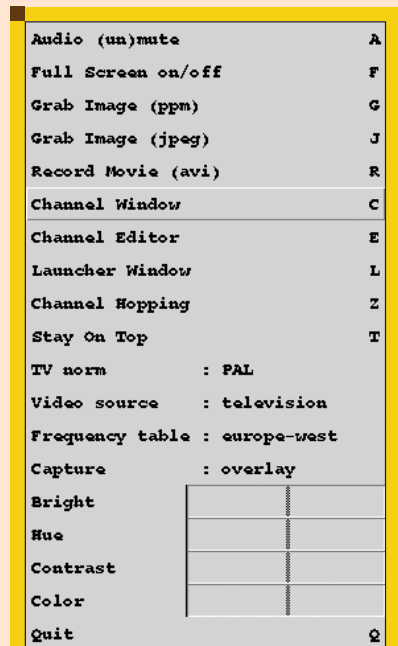 Audio (un)mute A
Full Screen on/off F
Grab Image (ppm) G
Grab Image (jpeg) J
Record Movie (avi) R
Channel Window C
Channel Editor E
Launcher Window L
Channel Hopping Z
Stay On Top T
TV norm : PAL
Video source : television
Frequency table : europe-west
Capture : overlay
Bright
Hue
Contrast
Color
Quit Q